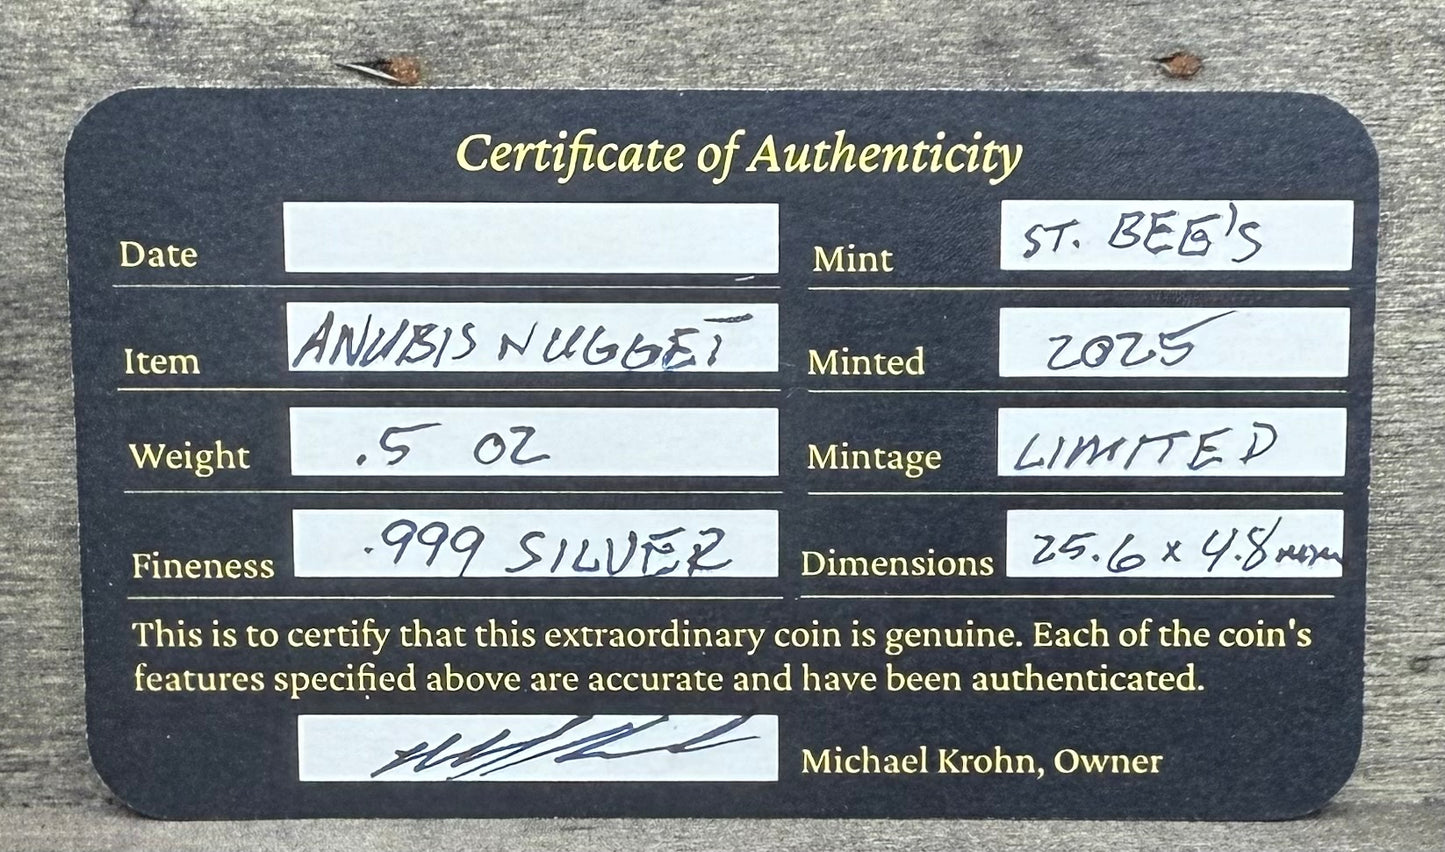 Certificate of Authenticity
Date
Mint ST. BEE'S
Item ANUBIS NUGGET
Minted 2025
Weight .5 OZ
Mintage LIMITED
Fineness .999 SILVER
Dimensions 25.6 x 4.8mm
This is to certify that this extraordinary coin is genuine. Each of the coin's
features specified above are accurate and have been authenticated.
Michael Krohn, Owner